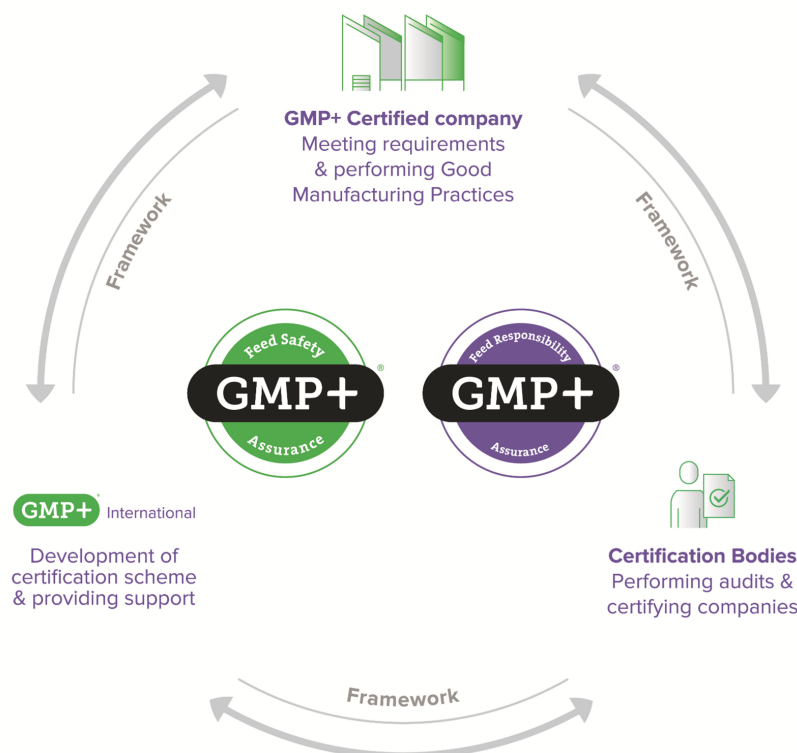 GMP+ Certified company
Meeting requirements
& performing Good
Manufacturing Practices
Framework
Framework
Feed Safety
GMP+
®
Assurance
Feed Responsibility
GMP+
®
Assurance
GMP+® International
Development of
certification scheme
& providing support
Certification Bodies
Performing audits &
certifying companies
Framework